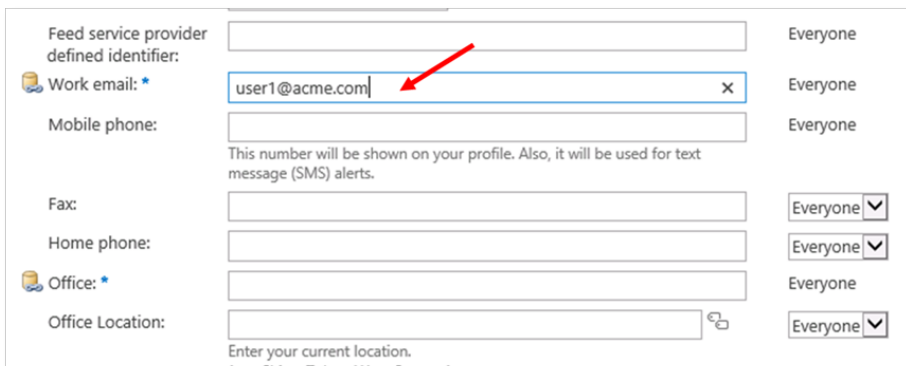 Feed service provider Everyone
defined identifier:
Work email: * user1@acme.com × Everyone
Mobile phone: Everyone
This number will be shown on your profile. Also, it will be used for text
message (SMS) alerts.
Fax: Everyone
Home phone: Everyone
Office: * Everyone
Office Location: Everyone
Enter your current location.